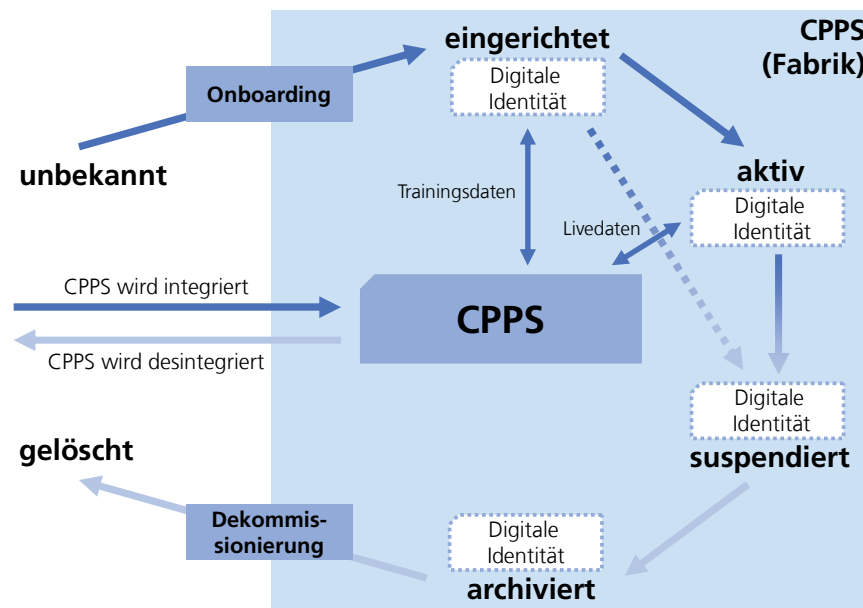 eingerichtet
CPPS
(Fabrik)
Digitale
Identität
Onboarding
unbekannt
aktiv
Trainingsdaten
Digitale
Identität
Livedaten
CPPS wird integriert
CPPS
CPPS wird desintegriert
Digitale
Identität
gelöscht
suspendiert
Dekommis-
sionierung
Digitale
Identität
archiviert